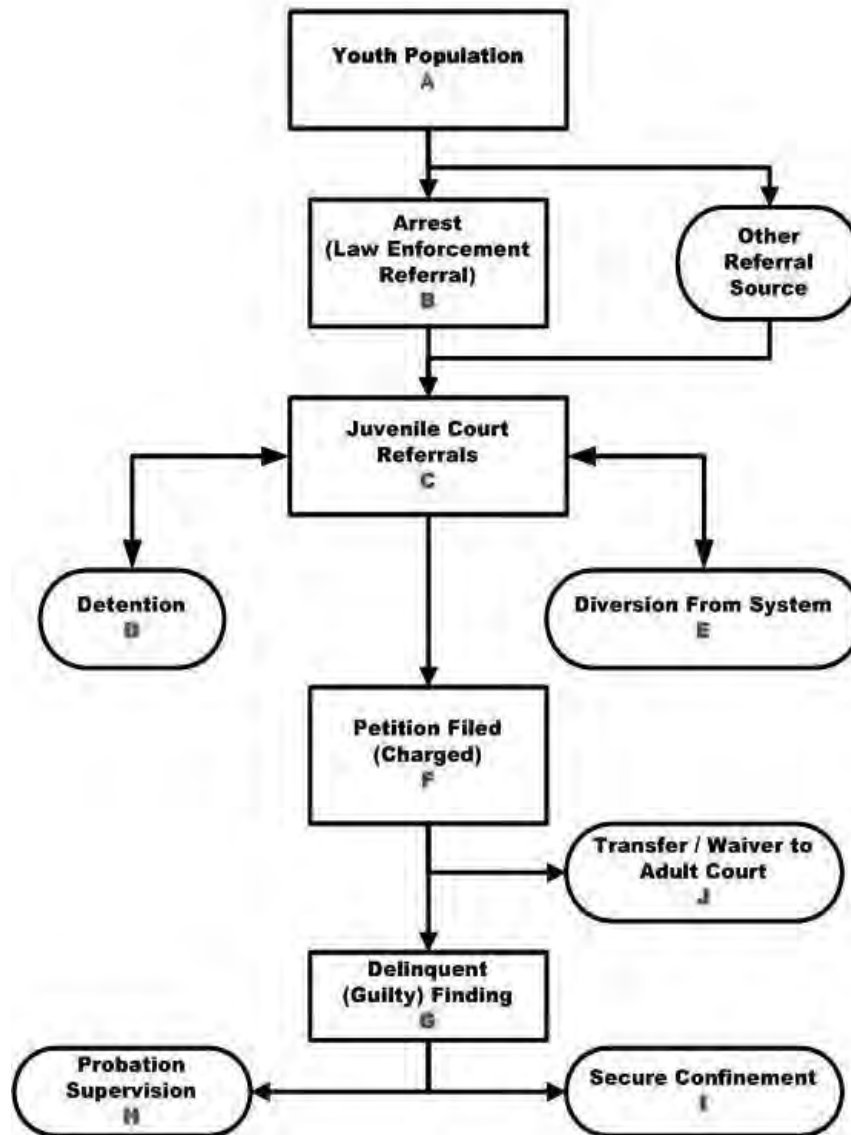 Youth Population
A
Arrest
(Law Enforcement
Referral)
B
Other
Referral
Source
Juvenile Court
Referrals
C
Detention
D
Diversion From System
E
Petition Filed
(Charged)
F
Transfer / Waiver to
Adult Court
J
Delinquent
(Guilty) Finding
G
Probation
Supervision
H
Secure Confinement
I